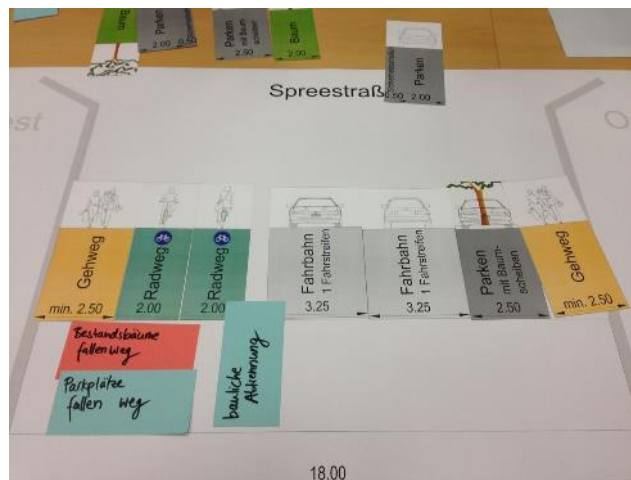 Baum
Parken
2.00
Parken
mit Baum-
scheiben
2.50
Baum
2.00
Parken
2.00
Spreestraß
Gehweg
min. 2.50
Radweg
2.00
Radweg
2.00
Fahrbahn
1 Fahrstreifen
3.25
Fahrbahn
1 Fahrstreifen
3.25
Parken
mit Baum-
scheiben
2.50
Gehweg
min. 2.50
Bestandsbäume
fallen weg
Parkplätze
fallen weg
bauliche
Abtrennung
18.00